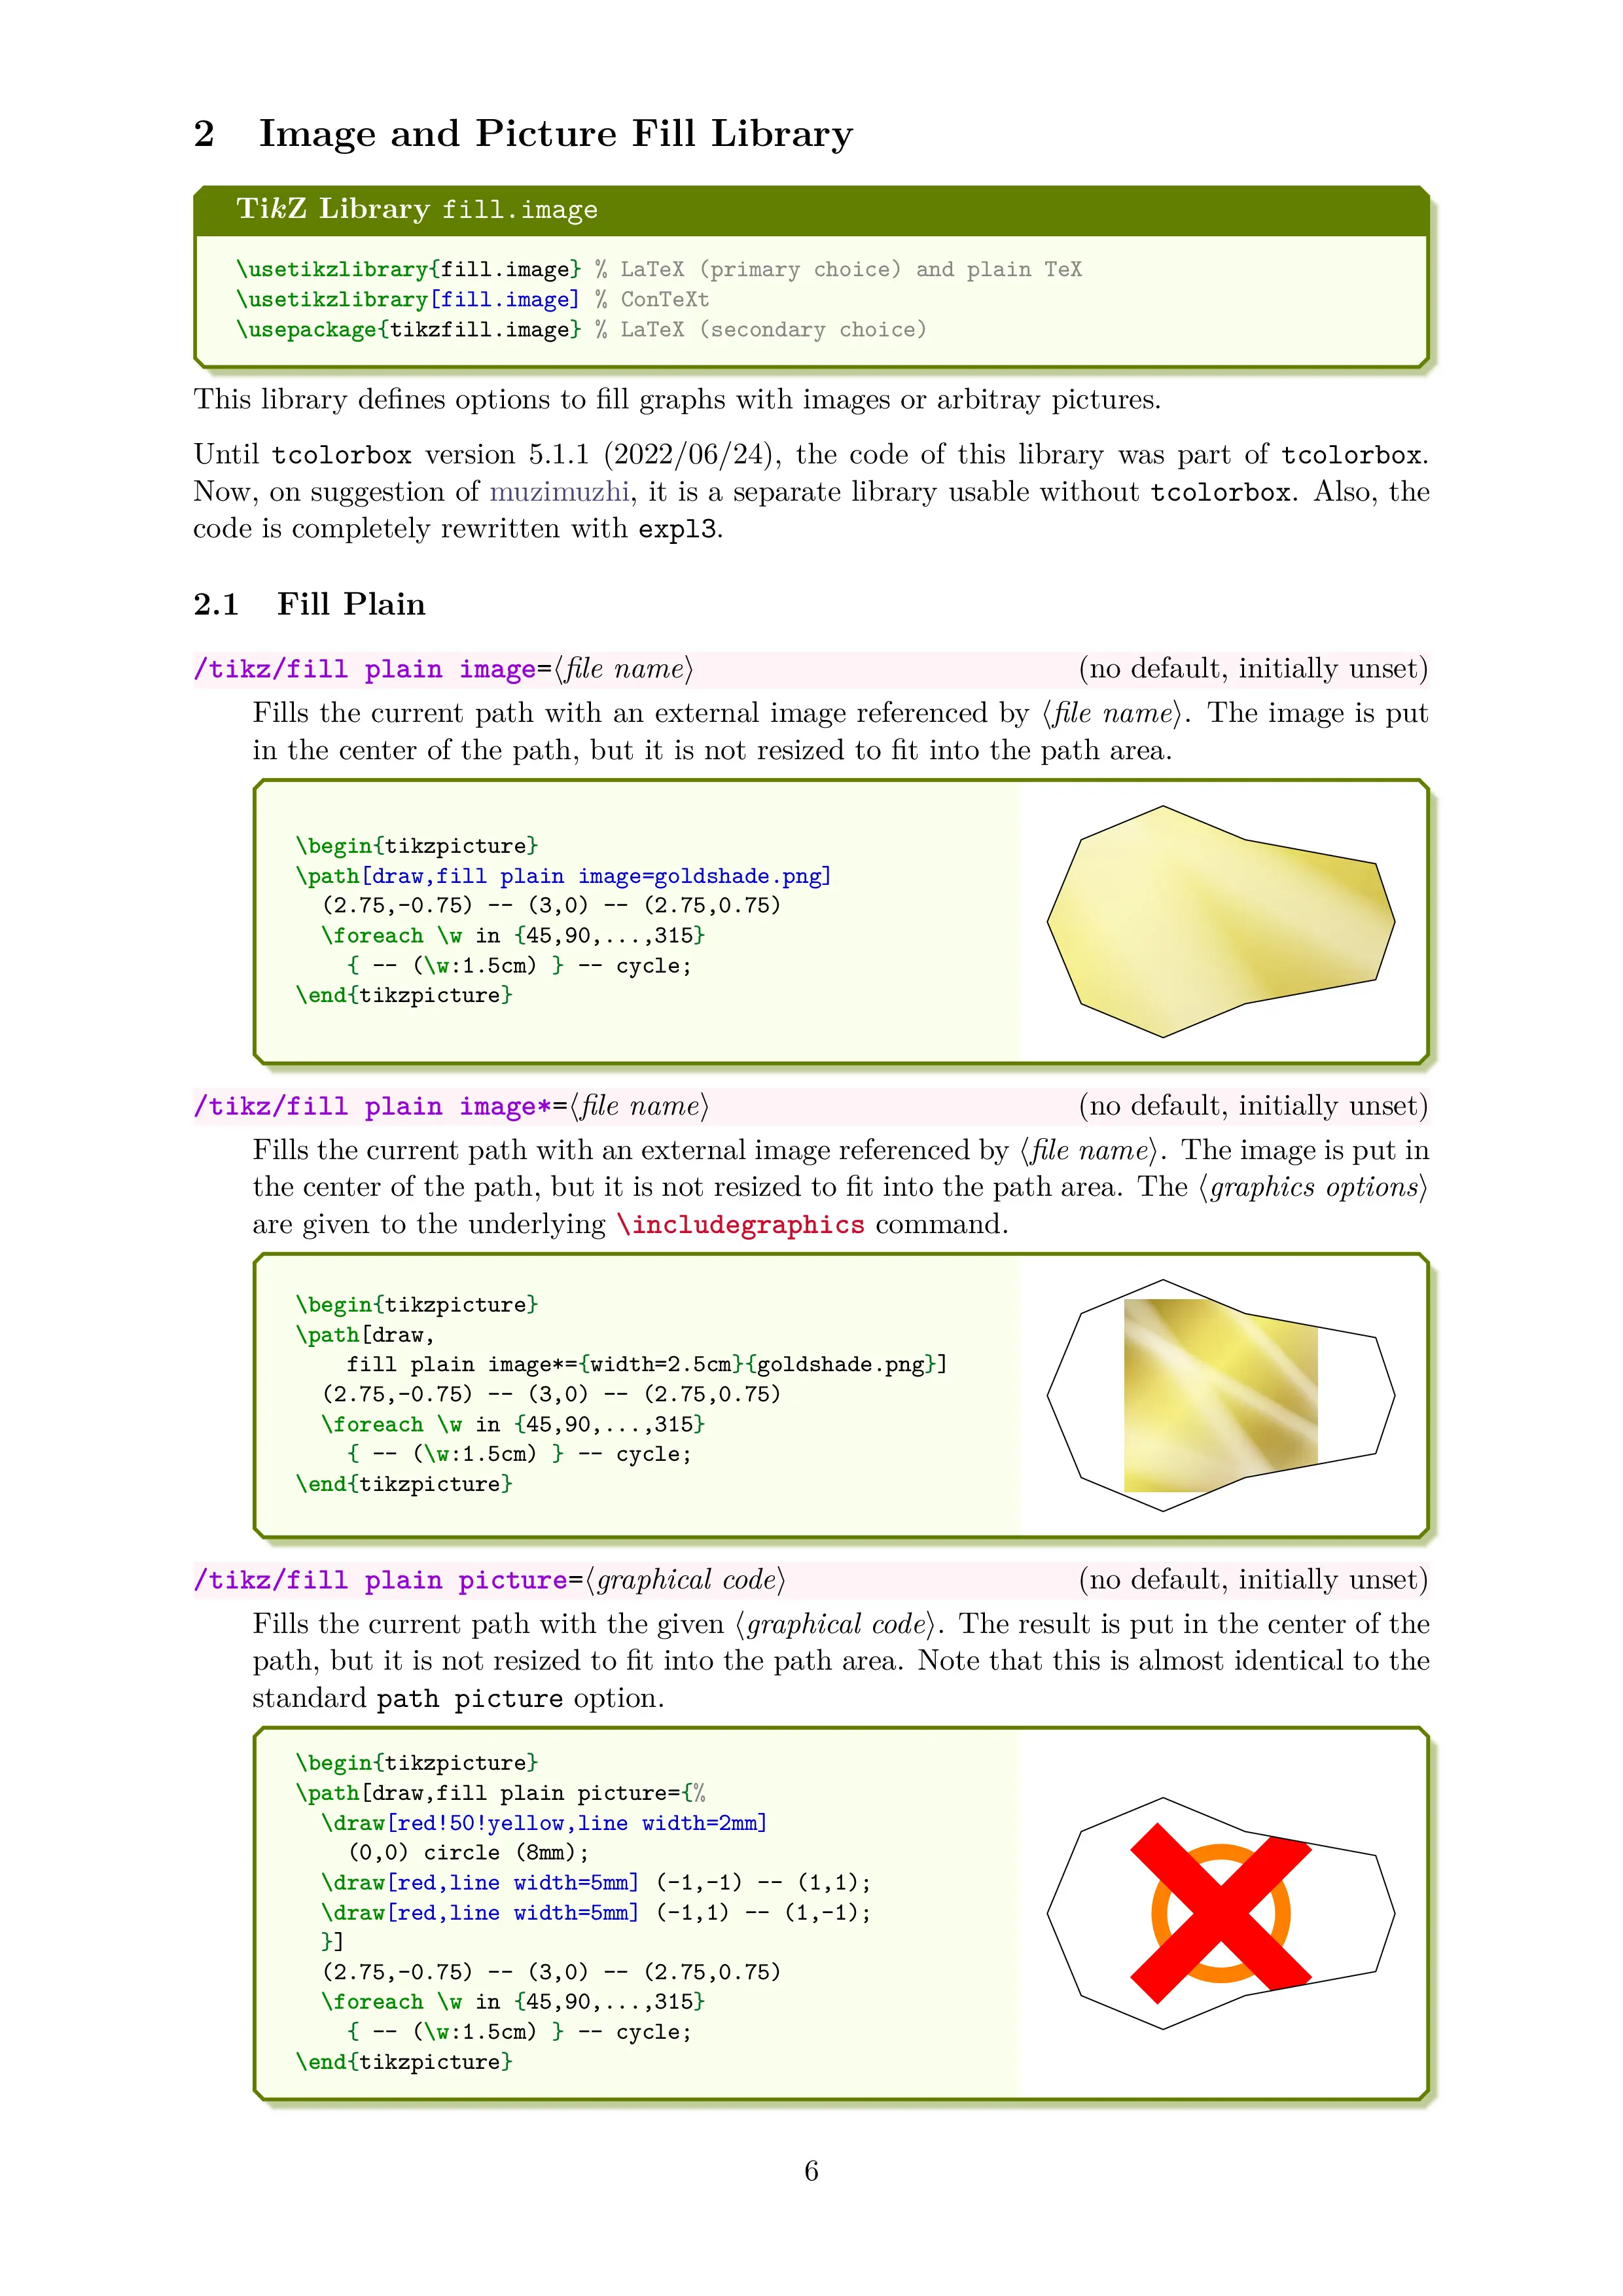 2 Image and Picture Fill Library
TikZ Library fill.image
\usetikzlibrary{fill.image} % LaTeX (primary choice) and plain TeX
\usetikzlibrary[fill.image] % ConTeXt
\usepackage{tikzfill.image} % LaTeX (secondary choice)
This library defines options to fill graphs with images or arbitray pictures.
Until tcolorbox version 5.1.1 (2022/06/24), the code of this library was part of tcolorbox.
Now, on suggestion of muzimuzhi, it is a separate library usable without tcolorbox. Also, the
code is completely rewritten with expl3.
2.1 Fill Plain
/tikz/fill plain image=⟨file name⟩ (no default, initially unset)
Fills the current path with an external image referenced by ⟨file name⟩. The image is put
in the center of the path, but it is not resized to fit into the path area.
\begin{tikzpicture}
\path[draw,fill plain image=goldshade.png]
(2.75,-0.75) -- (3,0) -- (2.75,0.75)
\foreach \w in {45,90,...,315}
{ -- (\w:1.5cm) } -- cycle;
\end{tikzpicture}
/tikz/fill plain image*=⟨file name⟩ (no default, initially unset)
Fills the current path with an external image referenced by ⟨file name⟩. The image is put in
the center of the path, but it is not resized to fit into the path area. The ⟨graphics options⟩
are given to the underlying \includegraphics command.
\begin{tikzpicture}
\path[draw,
fill plain image*={width=2.5cm}{goldshade.png}]
(2.75,-0.75) -- (3,0) -- (2.75,0.75)
\foreach \w in {45,90,...,315}
{ -- (\w:1.5cm) } -- cycle;
\end{tikzpicture}
/tikz/fill plain picture=⟨graphical code⟩ (no default, initially unset)
Fills the current path with the given ⟨graphical code⟩. The result is put in the center of the
path, but it is not resized to fit into the path area. Note that this is almost identical to the
standard path picture option.
\begin{tikzpicture}
\path[draw,fill plain picture={%
\draw[red!50!yellow,line width=2mm]
(0,0) circle (8mm);
\draw[red,line width=5mm] (-1,-1) -- (1,1);
\draw[red,line width=5mm] (-1,1) -- (1,-1);
}]
(2.75,-0.75) -- (3,0) -- (2.75,0.75)
\foreach \w in {45,90,...,315}
{ -- (\w:1.5cm) } -- cycle;
\end{tikzpicture}
6